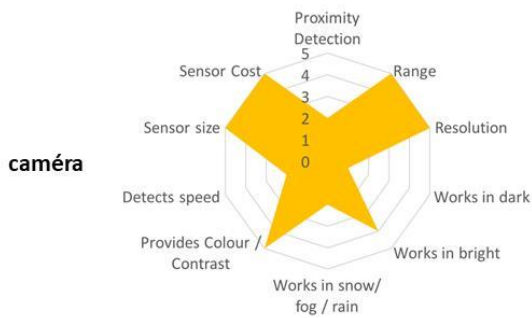 Proximity
Detection
5
4
3
2
1
0
Range
Resolution
Works in dark
Works in bright
Works in snow/
fog / rain
Provides Colour /
Contrast
Detects speed
Sensor size
Sensor Cost
caméra